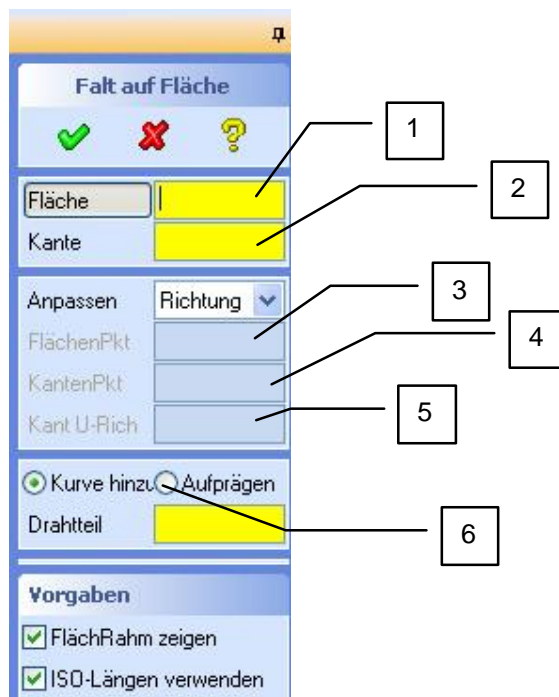 Falt auf Fläche
1
Fläche
2
Kante
Anpassen Richtung
3
FlächenPkt
4
KantenPkt
5
Kant U-Rich
Kurve hinzu Aufprägen
Drahtteil
6
Vorgaben
FlächRahm zeigen
ISO-Längen verwenden